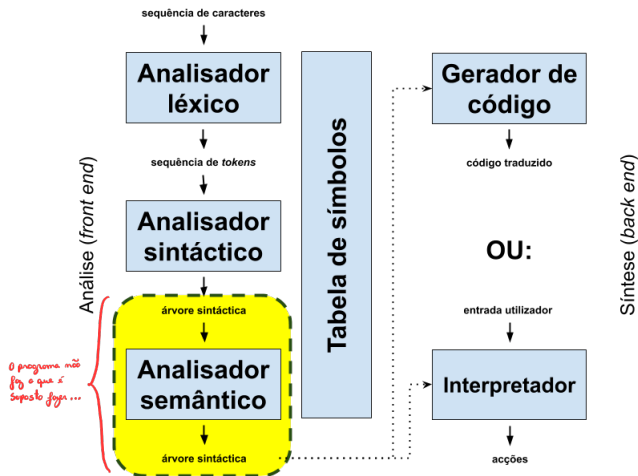 sequência de caracteres
Analisador
léxico
sequência de tokens
Analisador
sintáctico
árvore sintáctica
Analisador
semântico
árvore sintáctica
Análise (front end)
O programa não
faz o que é
suposto fazer...
Tabela de símbolos
Gerador de
código
código traduzido
OU:
entrada utilizador
Interpretador
acções
Síntese (back end)